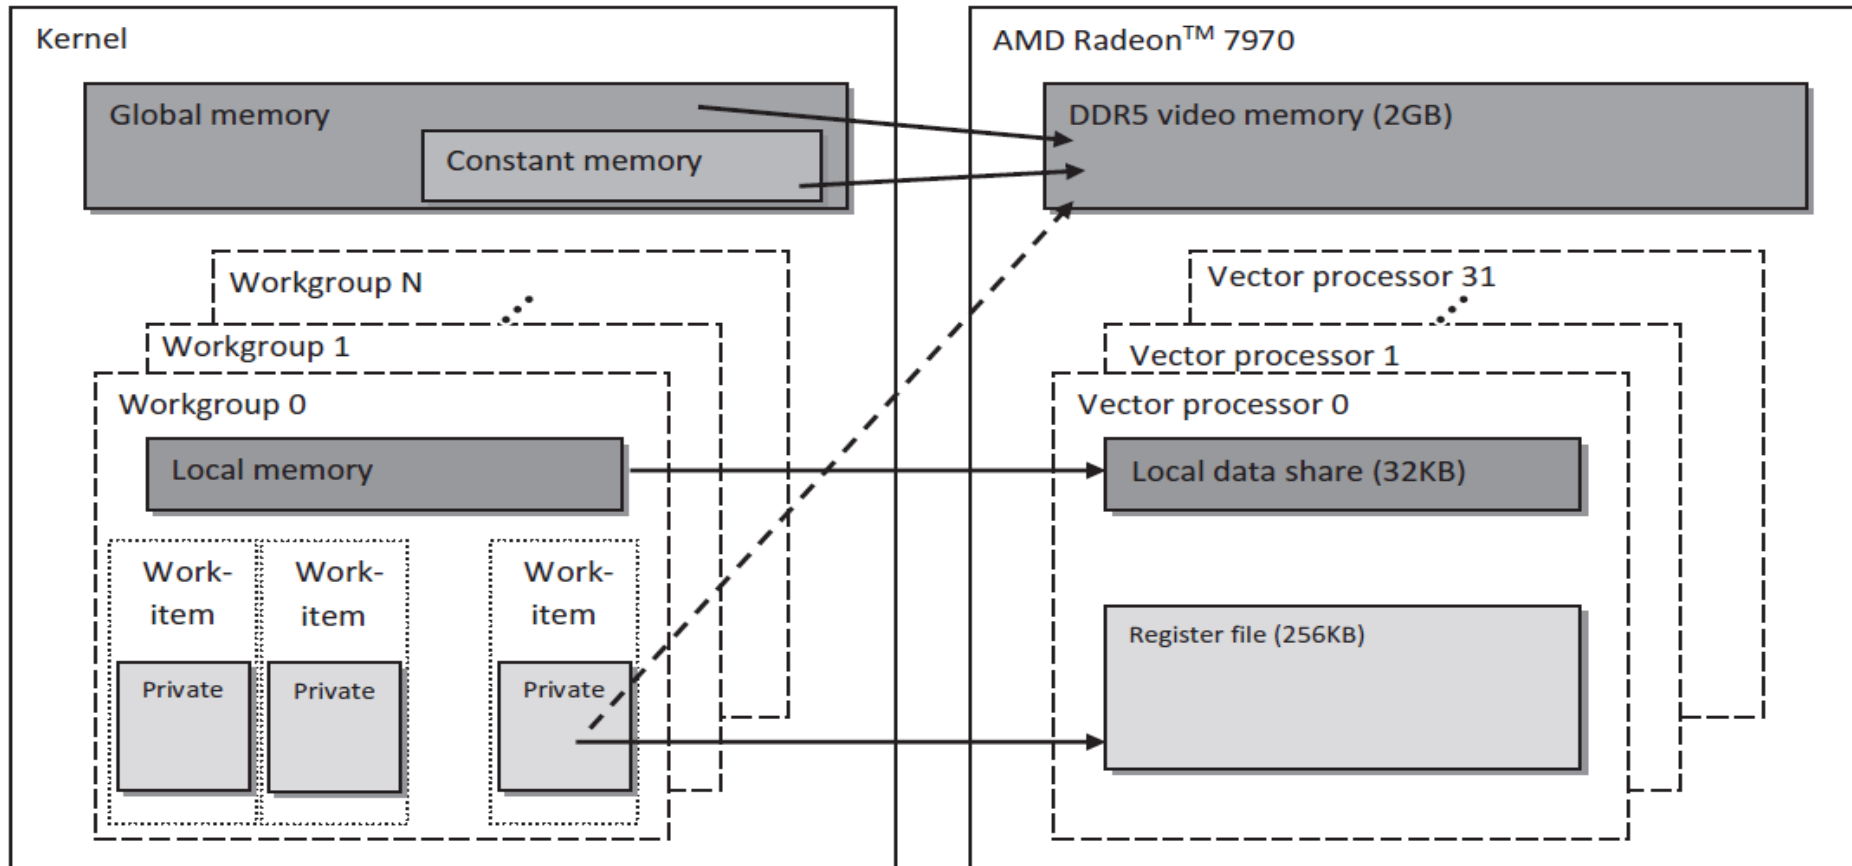 Kernel
Global memory
Constant memory
Workgroup N
Workgroup 1
Workgroup 0
Local memory
Work-
item
Private
Work-
item
Private
Work-
item
Private
AMD Radeon™ 7970
DDR5 video memory (2GB)
Vector processor 31
Vector processor 1
Vector processor 0
Local data share (32KB)
Register file (256KB)